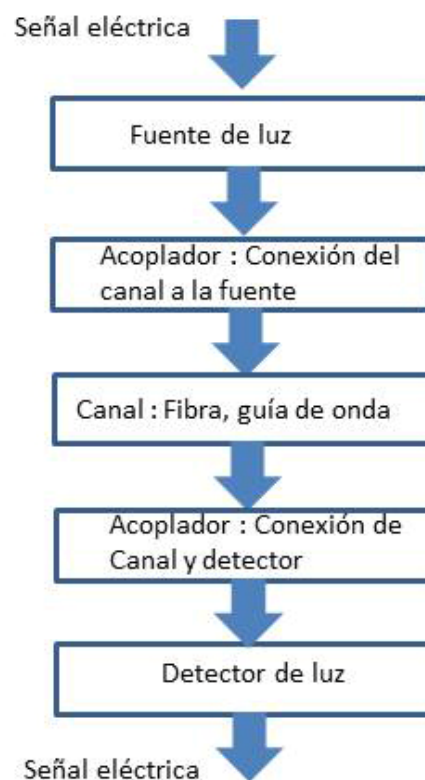 Señal eléctrica
Fuente de luz
Acoplador : Conexión del
canal a la fuente
Canal : Fibra, guía de onda
Acoplador : Conexión de
Canal y detector
Detector de luz
Señal eléctrica